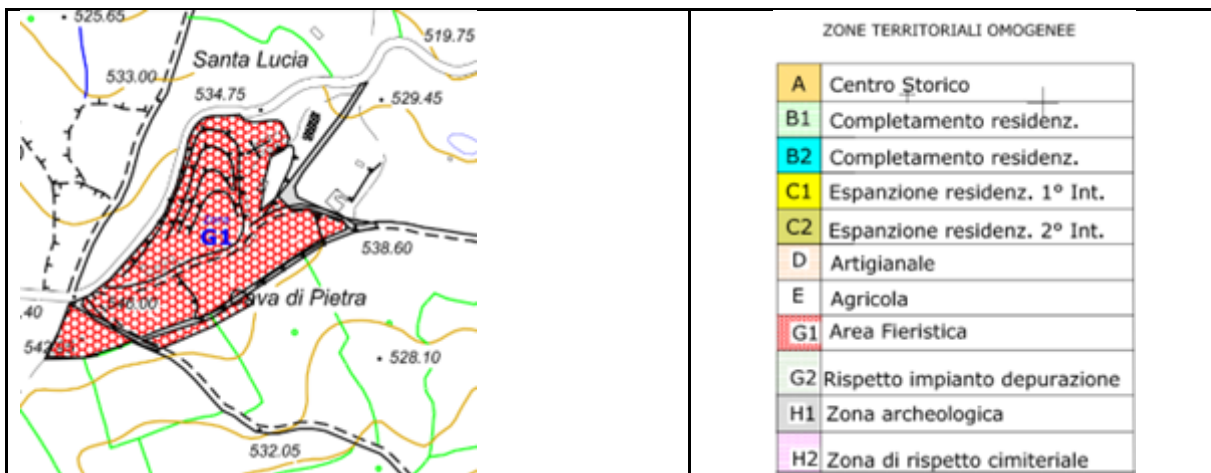 525.65
519.75
Santa Lucia
533.00
534.75
529.45
G1
538.60
Cava di Pietra
540.00
.40
528.10
532.05
ZONE TERRITORIALI OMOGENEE
A Centro Storico
B1 Completamento residenz.
B2 Completamento residenz.
C1 Espanzione residenz. 1° Int.
C2 Espanzione residenz. 2° Int.
D Artigianale
E Agricola
G1 Area Fieristica
G2 Rispetto impianto depurazione
H1 Zona archeologica
H2 Zona di rispetto cimiteriale